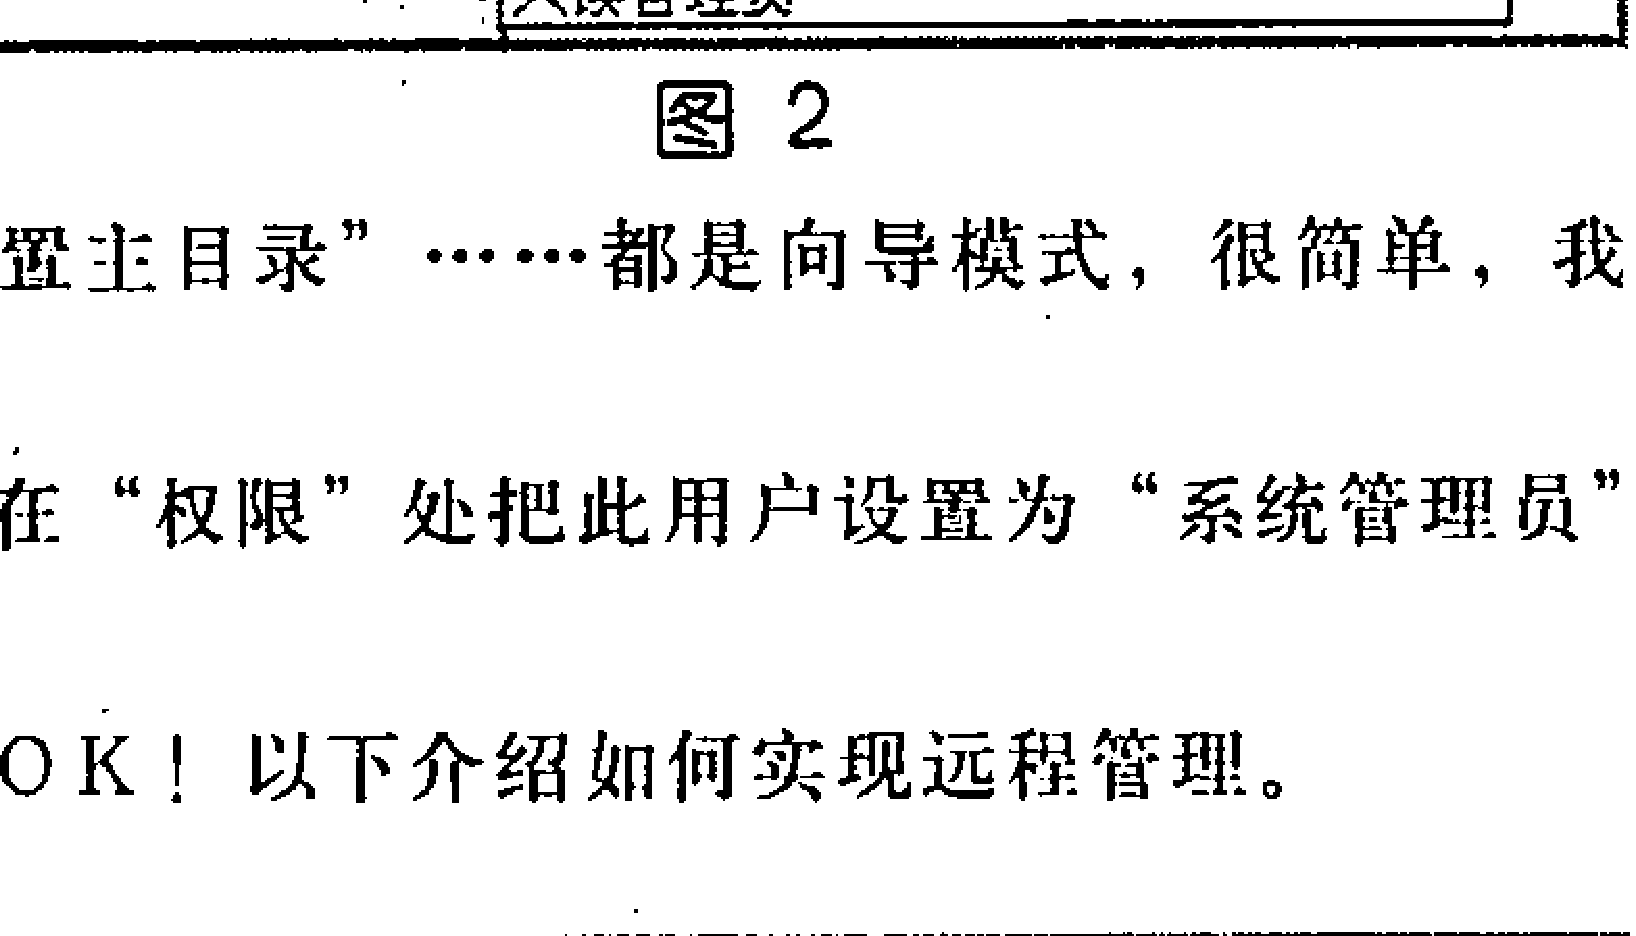 图 2
置主目录”……都是向导模式，很简单，我
在“权限”处把此用户设置为“系统管理员”
OK！以下介绍如何实现远程管理。